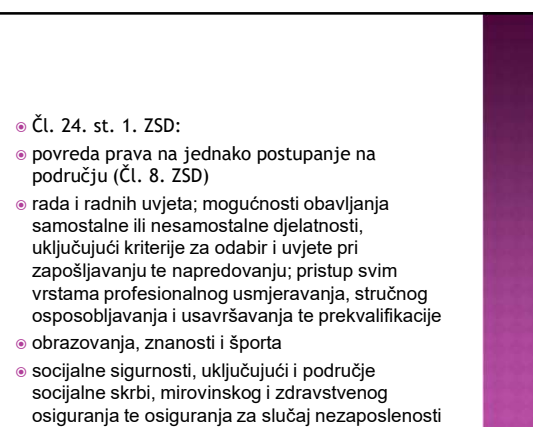 Čl. 24. st. 1. ZSD:
povreda prava na jednako postupanje na
području (Čl. 8. ZSD)
rada i radnih uvjeta; mogućnosti obavljanja
samostalne ili nesamostalne djelatnosti,
uključujući kriterije za odabir i uvjete pri
zapošljavanju te napredovanju; pristup svim
vrstama profesionalnog usmjeravanja, stručnog
osposobljavanja i usavršavanja te prekvalifikacije
obrazovanja, znanosti i športa
socijalne sigurnosti, uključujući i područje
socijalne skrbi, mirovinskog i zdravstvenog
osiguranja te osiguranja za slučaj nezaposlenosti